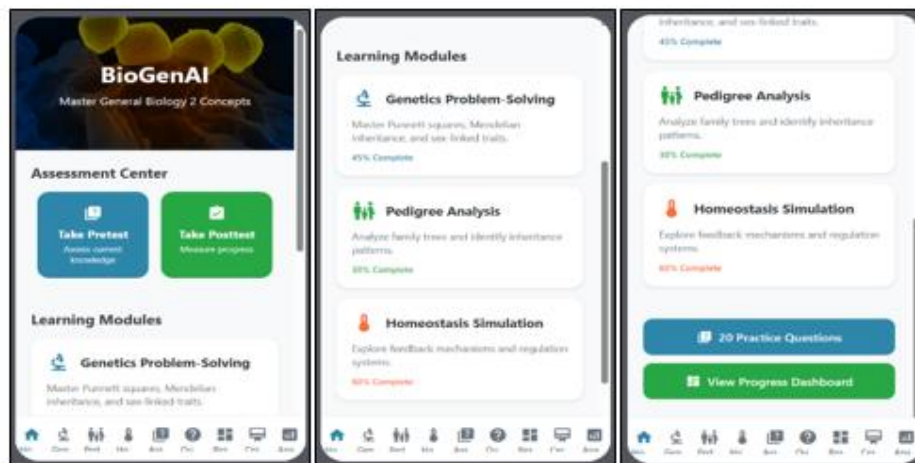 BioGenAI
Master General Biology 2 Concepts
Assessment Center
Take Pretest
Assess current
knowledge
Take Posttest
Measure progress
Learning Modules
Genetics Problem-Solving
Master Punnett squares, Mendelian
inheritance, and sex-linked traits.
Learning Modules
Genetics Problem-Solving
Master Punnett squares, Mendelian
inheritance, and sex-linked traits.
45% Complete
Pedigree Analysis
Analyze family trees and identify inheritance
patterns.
30% Complete
Homeostasis Simulation
Explore feedback mechanisms and regulation
systems.
60% Complete
inheritance, and sex-linked traits.
45% Complete
Pedigree Analysis
Analyze family trees and identify inheritance
patterns.
30% Complete
Homeostasis Simulation
Explore feedback mechanisms and regulation
systems.
60% Complete
20 Practice Questions
View Progress Dashboard